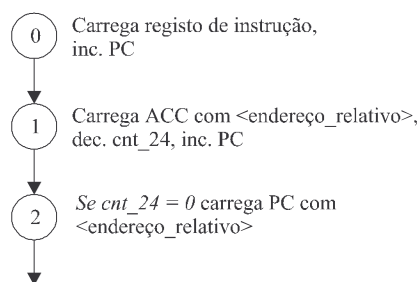 0
Carrega registo de instrução,
inc. PC
1
Carrega ACC com <endereço_relativo>,
dec. cnt_24, inc. PC
2
Se cnt_24 = 0 carrega PC com
<endereço_relativo>